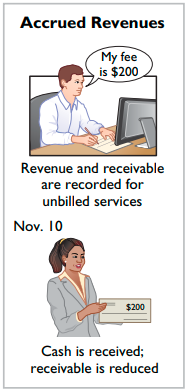 Accrued Revenues
My fee
is $200
Revenue and receivable
are recorded for
unbilled services
Nov. 10
$200
Cash is received;
receivable is reduced